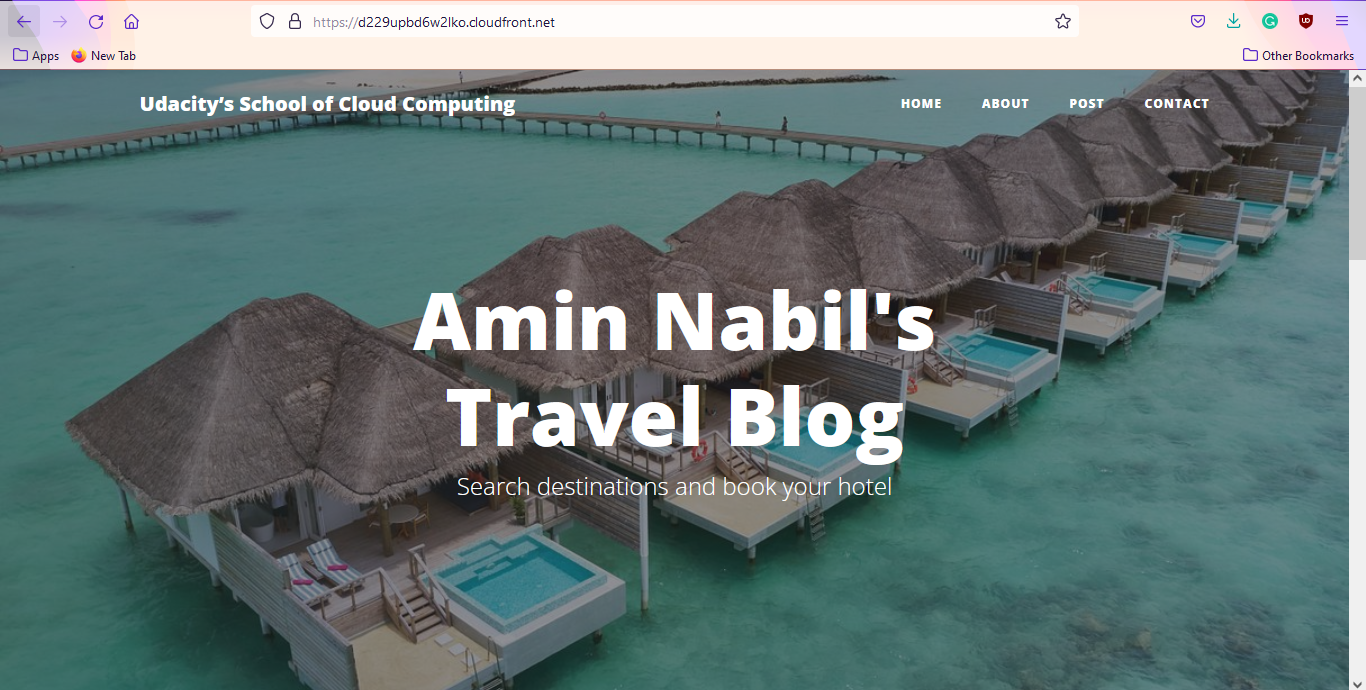 https://d229upbd6w2lko.cloudfront.net
Apps
New Tab
Other Bookmarks
Udacity’s School of Cloud Computing
HOME
ABOUT
POST
CONTACT
Amin Nabil's
Travel Blog
Search destinations and book your hotel